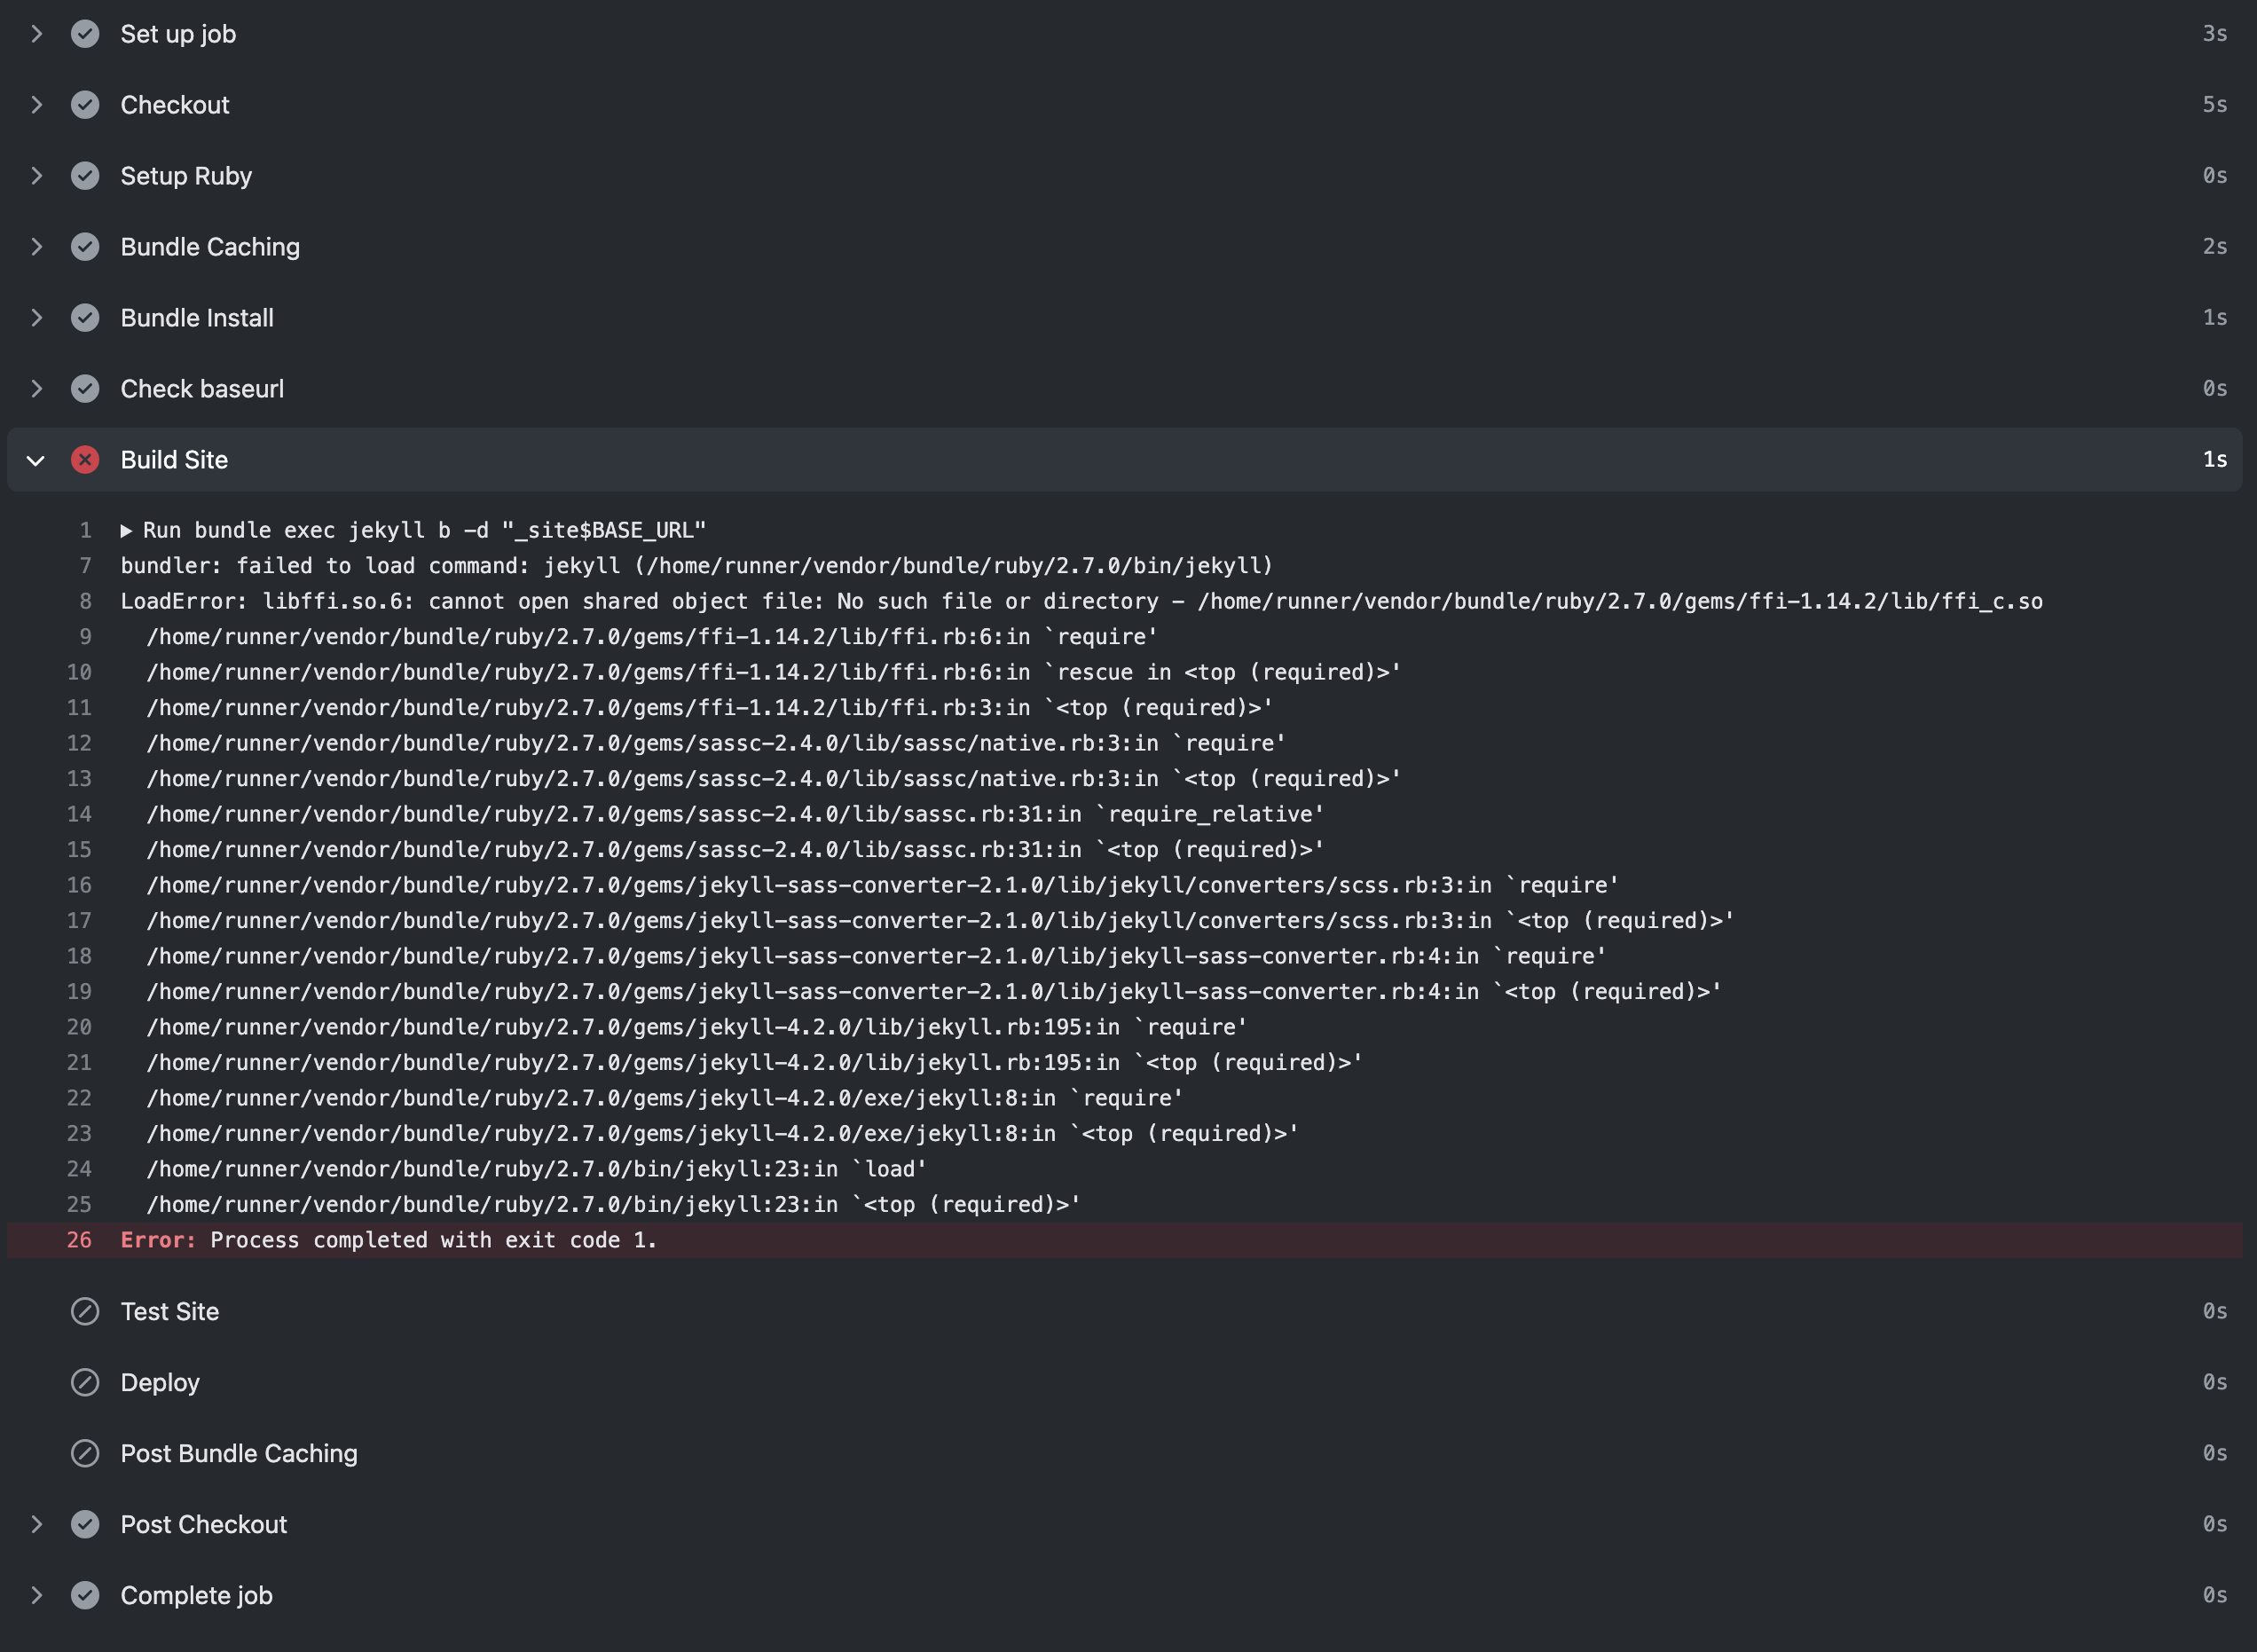 Set up job 3s
Checkout 5s
Setup Ruby 0s
Bundle Caching 2s
Bundle Install 1s
Check baseurl 0s
Build Site 1s
1 ▶ Run bundle exec jekyll b -d "_site$BASE_URL"
7 bundler: failed to load command: jekyll (/home/runner/vendor/bundle/ruby/2.7.0/bin/jekyll)
8 LoadError: libffi.so.6: cannot open shared object file: No such file or directory - /home/runner/vendor/bundle/ruby/2.7.0/gems/ffi-1.14.2/lib/ffi_c.so
9 /home/runner/vendor/bundle/ruby/2.7.0/gems/ffi-1.14.2/lib/ffi.rb:6:in `require'
10 /home/runner/vendor/bundle/ruby/2.7.0/gems/ffi-1.14.2/lib/ffi.rb:6:in `rescue in <top (required)>'
11 /home/runner/vendor/bundle/ruby/2.7.0/gems/ffi-1.14.2/lib/ffi.rb:3:in `<top (required)>'
12 /home/runner/vendor/bundle/ruby/2.7.0/gems/sassc-2.4.0/lib/sassc/native.rb:3:in `require'
13 /home/runner/vendor/bundle/ruby/2.7.0/gems/sassc-2.4.0/lib/sassc/native.rb:3:in `<top (required)>'
14 /home/runner/vendor/bundle/ruby/2.7.0/gems/sassc-2.4.0/lib/sassc.rb:31:in `require_relative'
15 /home/runner/vendor/bundle/ruby/2.7.0/gems/sassc-2.4.0/lib/sassc.rb:31:in `<top (required)>'
16 /home/runner/vendor/bundle/ruby/2.7.0/gems/jekyll-sass-converter-2.1.0/lib/jekyll/converters/scss.rb:3:in `require'
17 /home/runner/vendor/bundle/ruby/2.7.0/gems/jekyll-sass-converter-2.1.0/lib/jekyll/converters/scss.rb:3:in `<top (required)>'
18 /home/runner/vendor/bundle/ruby/2.7.0/gems/jekyll-sass-converter-2.1.0/lib/jekyll-sass-converter.rb:4:in `require'
19 /home/runner/vendor/bundle/ruby/2.7.0/gems/jekyll-sass-converter-2.1.0/lib/jekyll-sass-converter.rb:4:in `<top (required)>'
20 /home/runner/vendor/bundle/ruby/2.7.0/gems/jekyll-4.2.0/lib/jekyll.rb:195:in `require'
21 /home/runner/vendor/bundle/ruby/2.7.0/gems/jekyll-4.2.0/lib/jekyll.rb:195:in `<top (required)>'
22 /home/runner/vendor/bundle/ruby/2.7.0/gems/jekyll-4.2.0/exe/jekyll:8:in `require'
23 /home/runner/vendor/bundle/ruby/2.7.0/gems/jekyll-4.2.0/exe/jekyll:8:in `<top (required)>'
24 /home/runner/vendor/bundle/ruby/2.7.0/bin/jekyll:23:in `load'
25 /home/runner/vendor/bundle/ruby/2.7.0/bin/jekyll:23:in `<top (required)>'
26 Error: Process completed with exit code 1.
Test Site 0s
Deploy 0s
Post Bundle Caching 0s
Post Checkout 0s
Complete job 0s